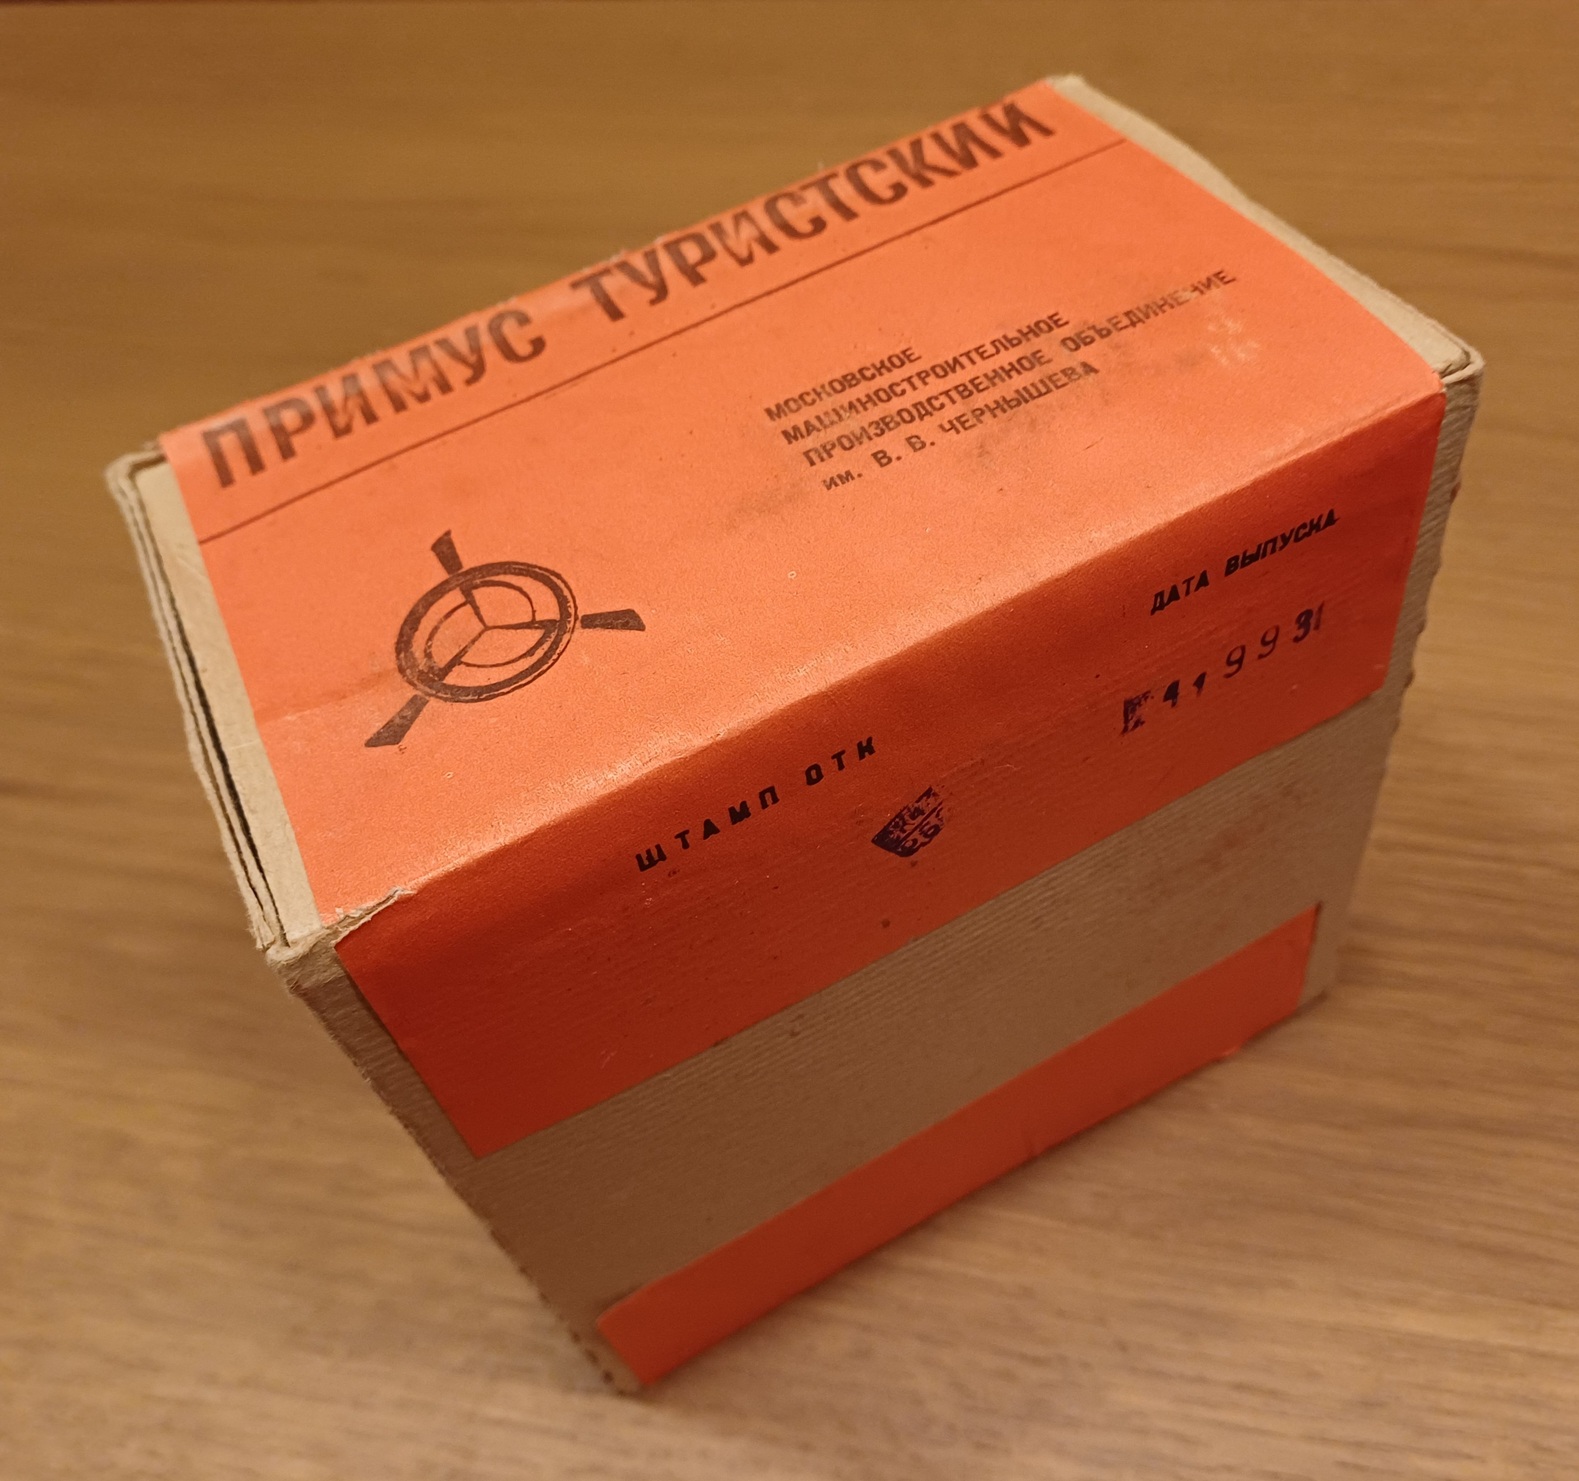 ПРИМУС ТУРИСТСКИЙ
МОСКОВСКОЕ
МАШИНОСТРОИТЕЛЬНОЕ
ПРОИЗВОДСТВЕННОЕ ОБЪЕДИНЕНИЕ
им. В. В. ЧЕРНЫШЕВА
ШТАМП ОТК
ДАТА ВЫПУСКА